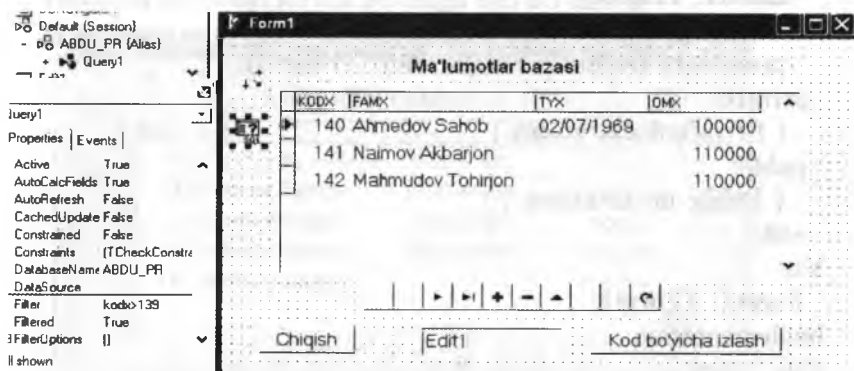 Default {Session}
- ABDU_PR {Alias}
+ Query1
Properties | Events
Active True
AutoCalcFields True
AutoRefresh False
CachedUpdate False
Constrained False
Constraints (TCheckConstra
DatabaseName ABDU_PR
DataSource
Filter kodx>139
Filtered True
FilterOptions []
ll shown
Form1
Ma'lumotlar bazasi
KODX FAMX TYX OMX
140 Ahmedov Sahob 02/07/1969 100000
141 Naimov Akbarjon 110000
142 Mahmudov Tohirjon 110000
Chiqish Edit1 Kod bo'yicha izlash